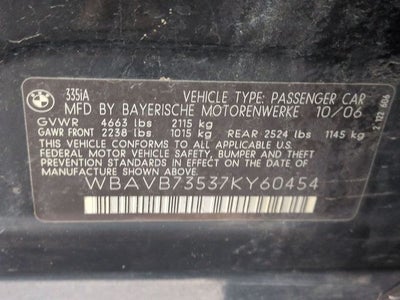 335iA VEHICLE TYPE: PASSENGER CAR
MFD BY BAYERISCHE MOTORENWERKE 10/06
GVWR 4663 lbs 2115 kg
GAWR FRONT 2238 lbs 1015 kg REAR 2524 lbs 1145 kg
THIS VEHICLE CONFORMS TO ALL APPLICABLE U.S.
FEDERAL MOTOR VEHICLE SAFETY, BUMPER AND THEFT
PREVENTION STANDARDS IN EFFECT ON THE DATE OF
MANUFACTURE SHOWN ABOVE.
WBAVB73537KY60454